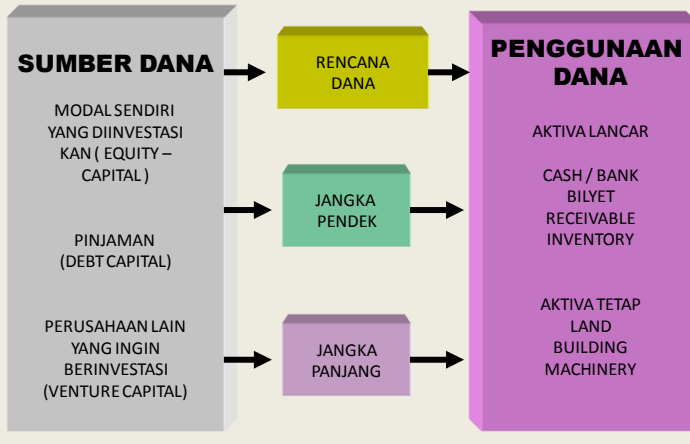 SUMBER DANA
MODAL SENDIRI
YANG DIINVESTASI
KAN ( EQUITY –
CAPITAL )
PINJAMAN
(DEBT CAPITAL)
PERUSAHAAN LAIN
YANG INGIN
BERINVESTASI
(VENTURE CAPITAL)
RENCANA
DANA
JANGKA
PENDEK
JANGKA
PANJANG
PENGGUNAAN
DANA
AKTIVA LANCAR
CASH / BANK
BILYET
RECEIVABLE
INVENTORY
AKTIVA TETAP
LAND
BUILDING
MACHINERY